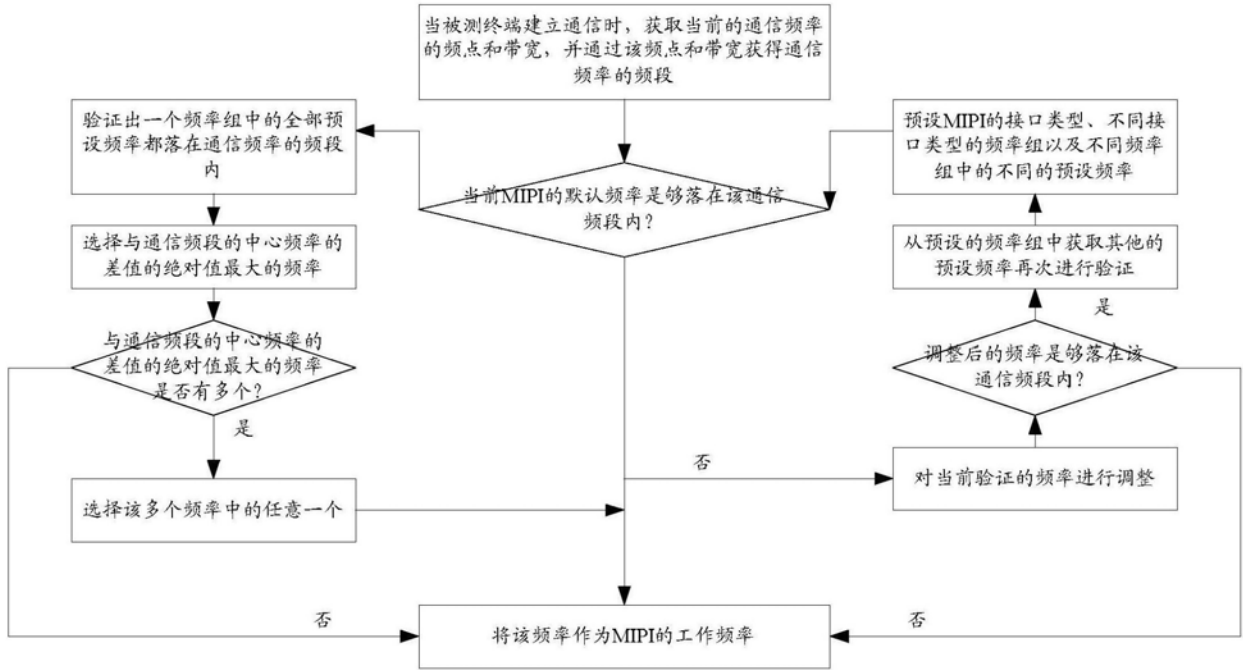 当被测终端建立通信时，获取当前的通信频率
的频点和带宽，并通过该频点和带宽获得通信
频率的频段
验证出一个频率组中的全部预
设频率都落在通信频率的频段
内
预设MIPI的接口类型、不同接
口类型的频率组以及不同频率
组中的不同的预设频率
当前MIPI的默认频率是够落在该通信
频段内？
选择与通信频段的中心频率的
差值的绝对值最大的频率
从预设的频率组中获取其他的
预设频率再次进行验证
是
与通信频段的中心频率的
差值的绝对值最大的频率
是否有多个？
调整后的频率是够落在该
通信频段内？
是
否
选择该多个频率中的任意一个
对当前验证的频率进行调整
否
将该频率作为MIPI的工作频率
否